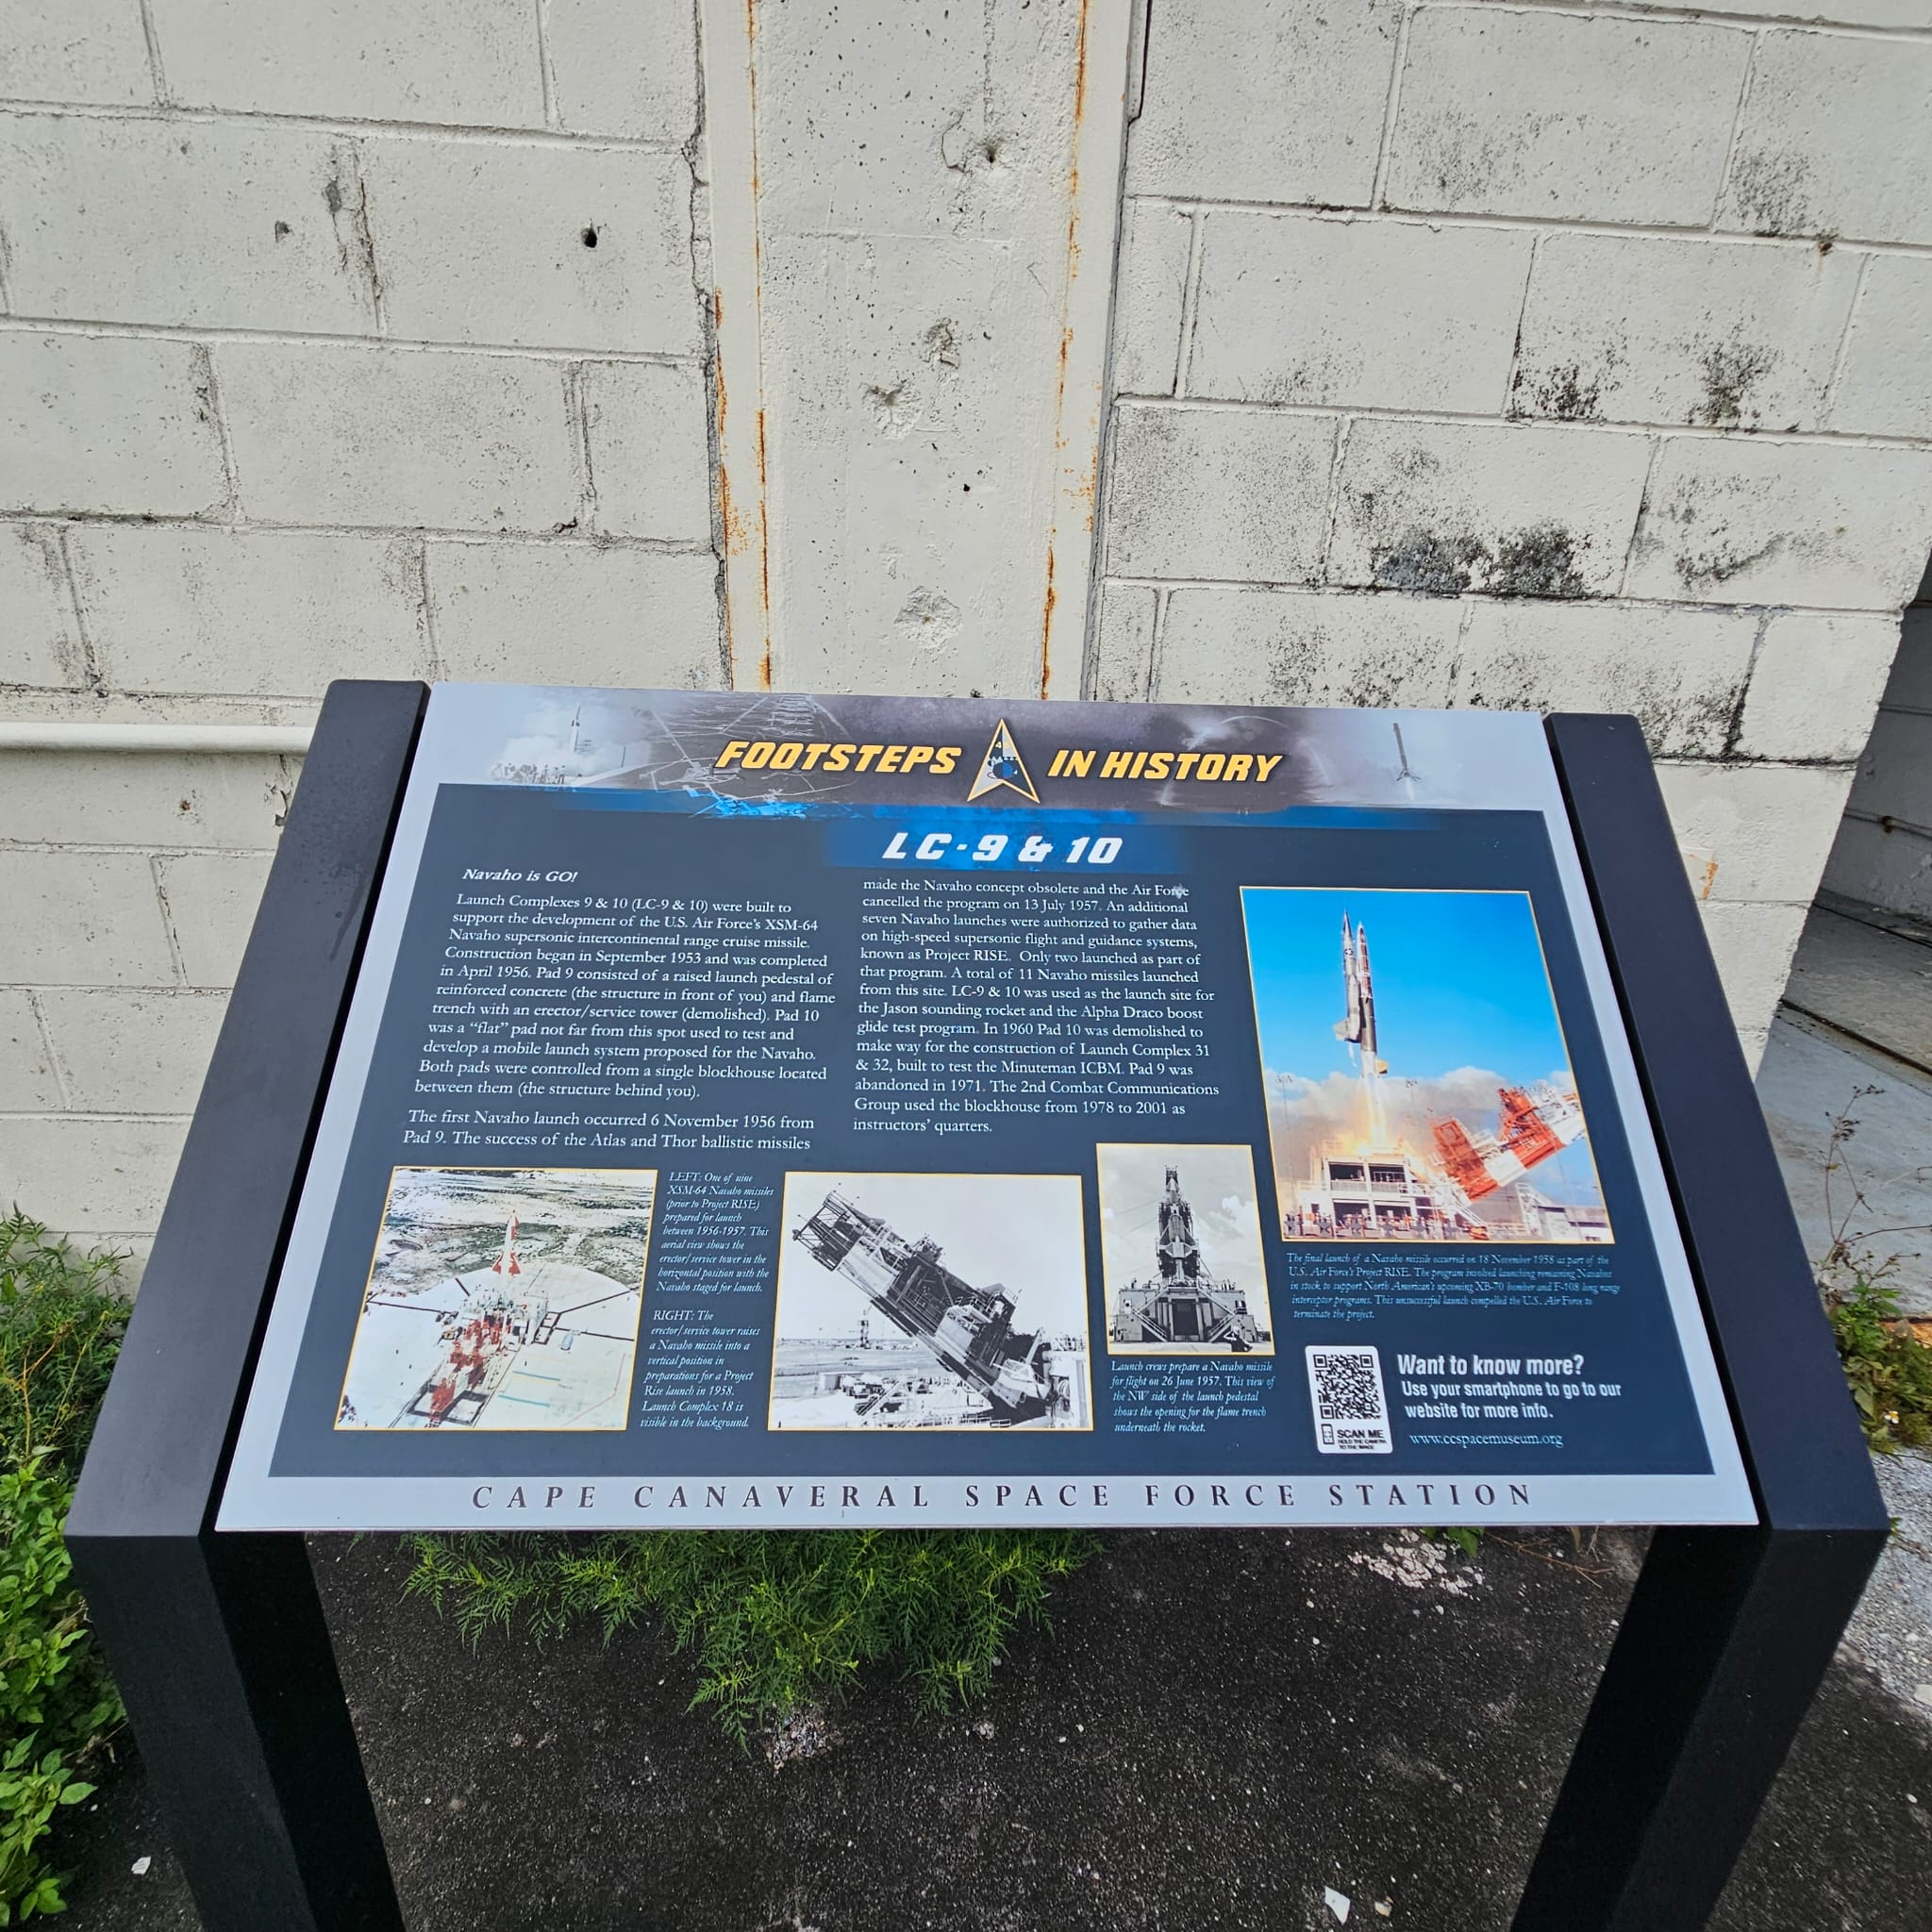 FOOTSTEPS IN HISTORY
LC-9 & 10
Navaho is GO!
Launch Complexes 9 & 10 (LC-9 & 10) were built to
support the development of the U.S. Air Force's XSM-64
Navaho supersonic intercontinental range cruise missile.
Construction began in September 1953 and was completed
in April 1956. Pad 9 consisted of a raised launch pedestal of
reinforced concrete (the structure in front of you) and flame
trench with an erector/service tower (demolished). Pad 10
was a "flat" pad not far from this spot used to test and
develop a mobile launch system proposed for the Navaho.
Both pads were controlled from a single blockhouse located
between them (the structure behind you).
The first Navaho launch occurred 6 November 1956 from
Pad 9. The success of the Atlas and Thor ballistic missiles
made the Navaho concept obsolete and the Air Force
cancelled the program on 13 July 1957. An additional
seven Navaho launches were authorized to gather data
on high-speed supersonic flight and guidance systems,
known as Project RISE. Only two launched as part of
that program. A total of 11 Navaho missiles launched
from this site. LC-9 & 10 was used as the launch site for
the Jason sounding rocket and the Alpha Draco boost
glide test program. In 1960 Pad 10 was demolished to
make way for the construction of Launch Complex 31
& 32, built to test the Minuteman ICBM. Pad 9 was
abandoned in 1971. The 2nd Combat Communications
Group used the blockhouse from 1978 to 2001 as
instructors' quarters.
LEFT: One of nine
XSM-64 Navaho missiles
(prior to Project RISE)
prepared for launch
between 1956-1957. This
aerial view shows the
erector/service tower in the
horizontal position with the
Navaho staged for launch.
RIGHT: The
erector/service tower raises
a Navaho missile into a
vertical position in
preparations for a Project
Rise launch in 1958.
Launch Complex 18 is
visible in the background.
Launch crews prepare a Navaho missile
for flight on 26 June 1957. This view of
the NW side of the launch pedestal
shows the opening for the flame trench
underneath the rocket.
The final launch of a Navaho missile occurred on 18 November 1958 as part of the
U.S. Air Force's Project RISE. The program involved launching remaining Navahos
in stock to support North American's upcoming XB-70 bomber and F-108 long range
interceptor programs. This unsuccessful launch compelled the U.S. Air Force to
terminate the project.
Want to know more?
Use your smartphone to go to our
website for more info.
www.ccspacemuseum.org
SCAN ME
HOLD THE CAMERA
TO THE IMAGE
CAPE CANAVERAL SPACE FORCE STATION